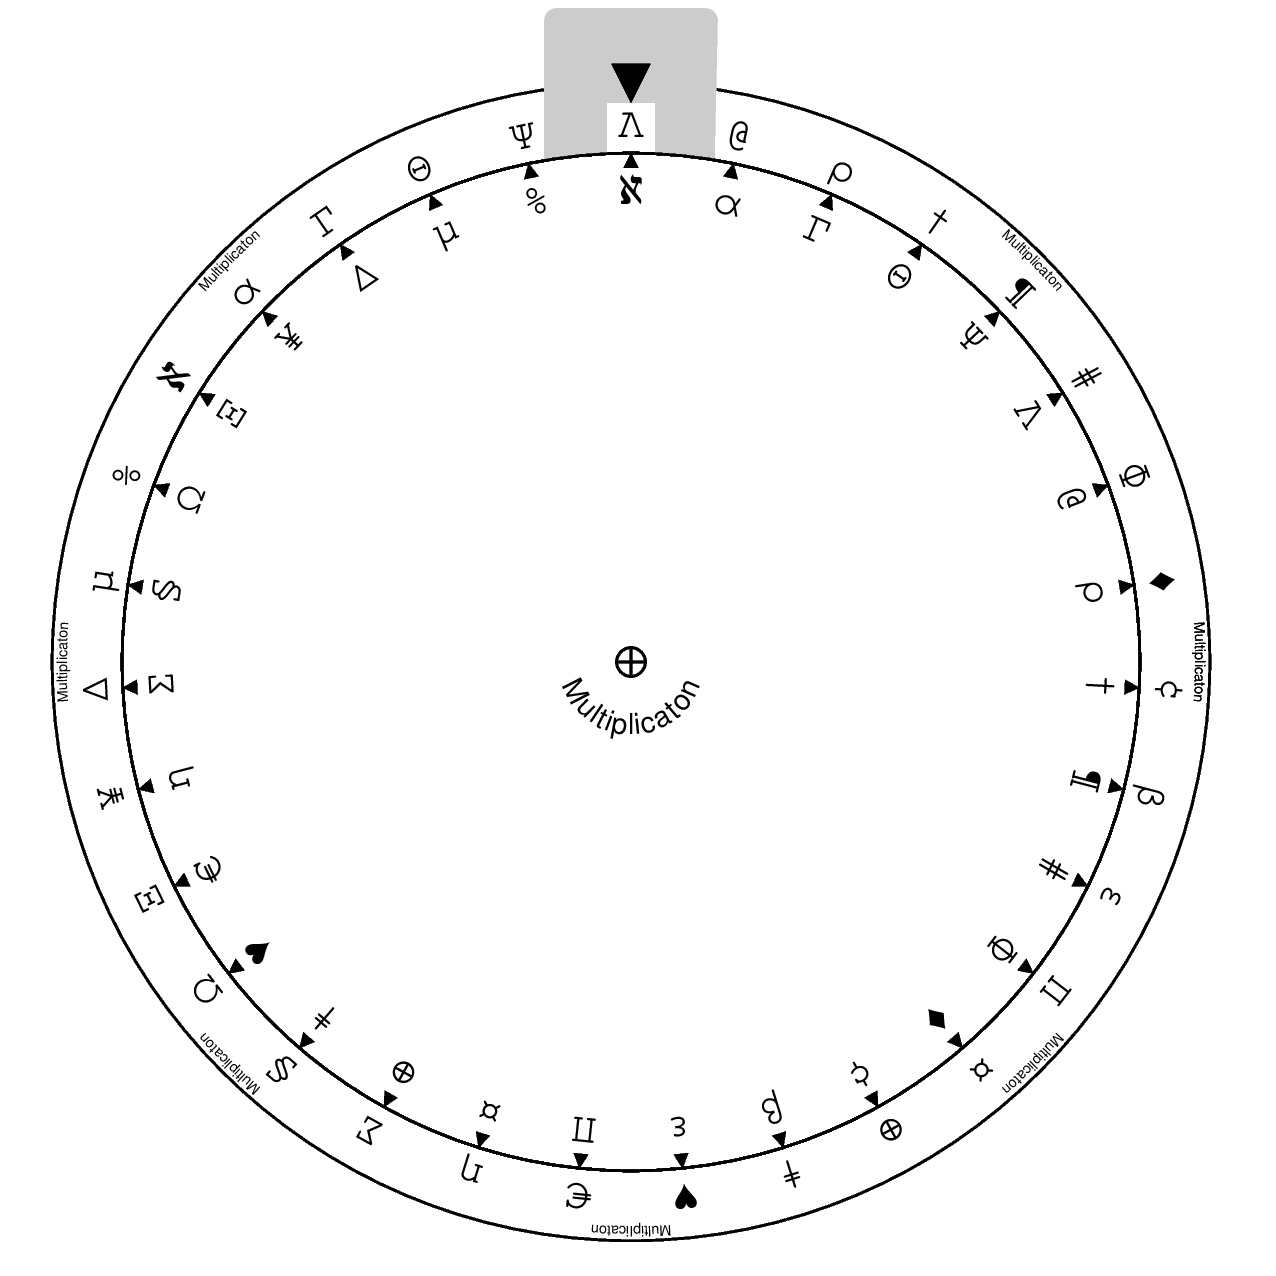 Λ @ ρ † ¶ # Φ ♦ ¢ β ε Π ¤ ⊕ ‡ ♥ € η Σ § Ω Ξ ¥ Δ μ % ℵ α Γ Θ Ψ
Multiplicaton
Multiplicaton
Multiplicaton
Multiplicaton
Multiplicaton
Multiplicaton
Multiplicaton
ℵ α Γ Θ Ψ Λ @ ρ † ¶ # Φ ♦ ¢ β ε Π ¤ ⊕ ‡ ♥ € η Σ § Ω Ξ ¥ Δ μ %
⊕
Multiplicaton